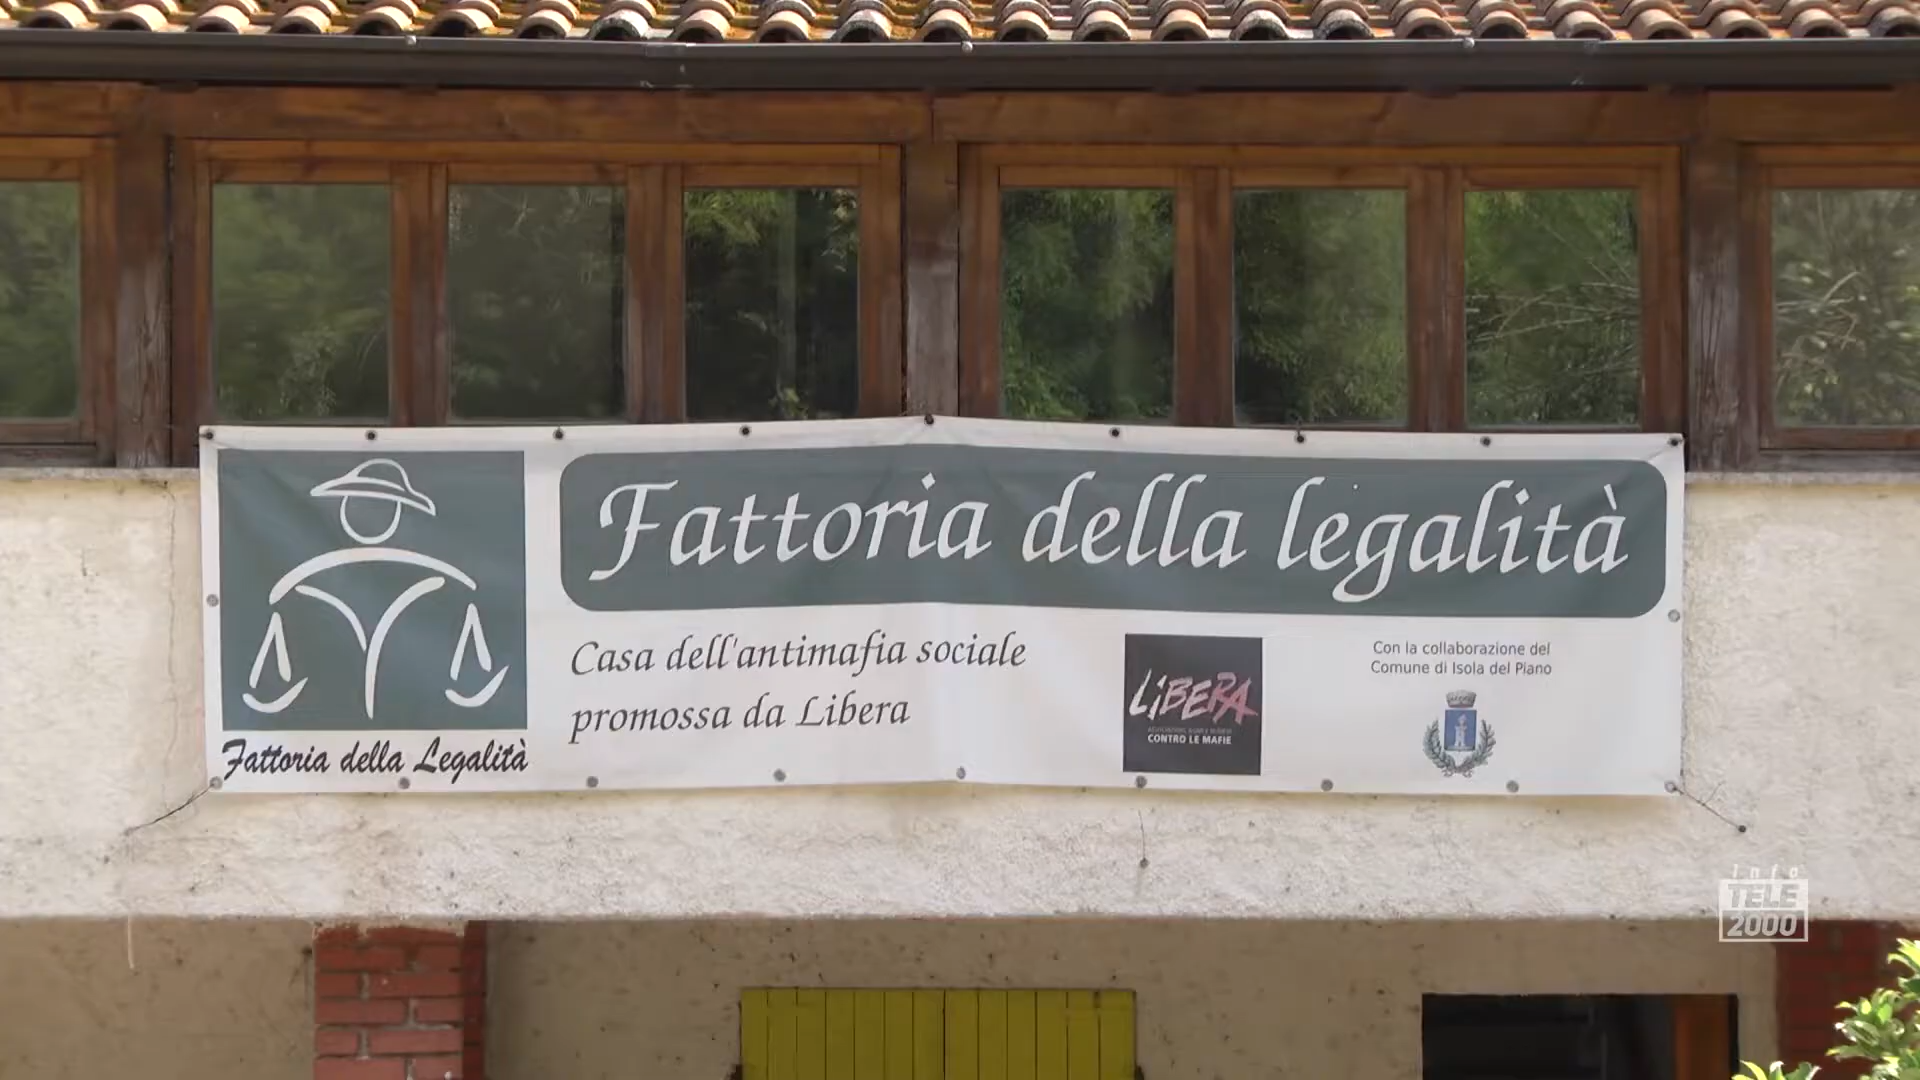 Fattoria della legalità
Casa dell'antimafia sociale
promossa da Libera
Fattoria della Legalità
LiBERA
CONTRO LE MAFIE
Con la collaborazione del
Comune di Isola del Piano
info
TELE
2000